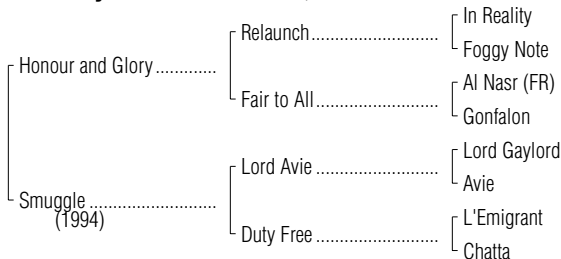 In Reality
Relaunch
Foggy Note
Honour and Glory
Al Nasr (FR)
Fair to All
Gonfalon
Lord Gaylord
Lord Avie
Avie
Smuggle
(1994)
L'Emigrant
Duty Free
Chatta